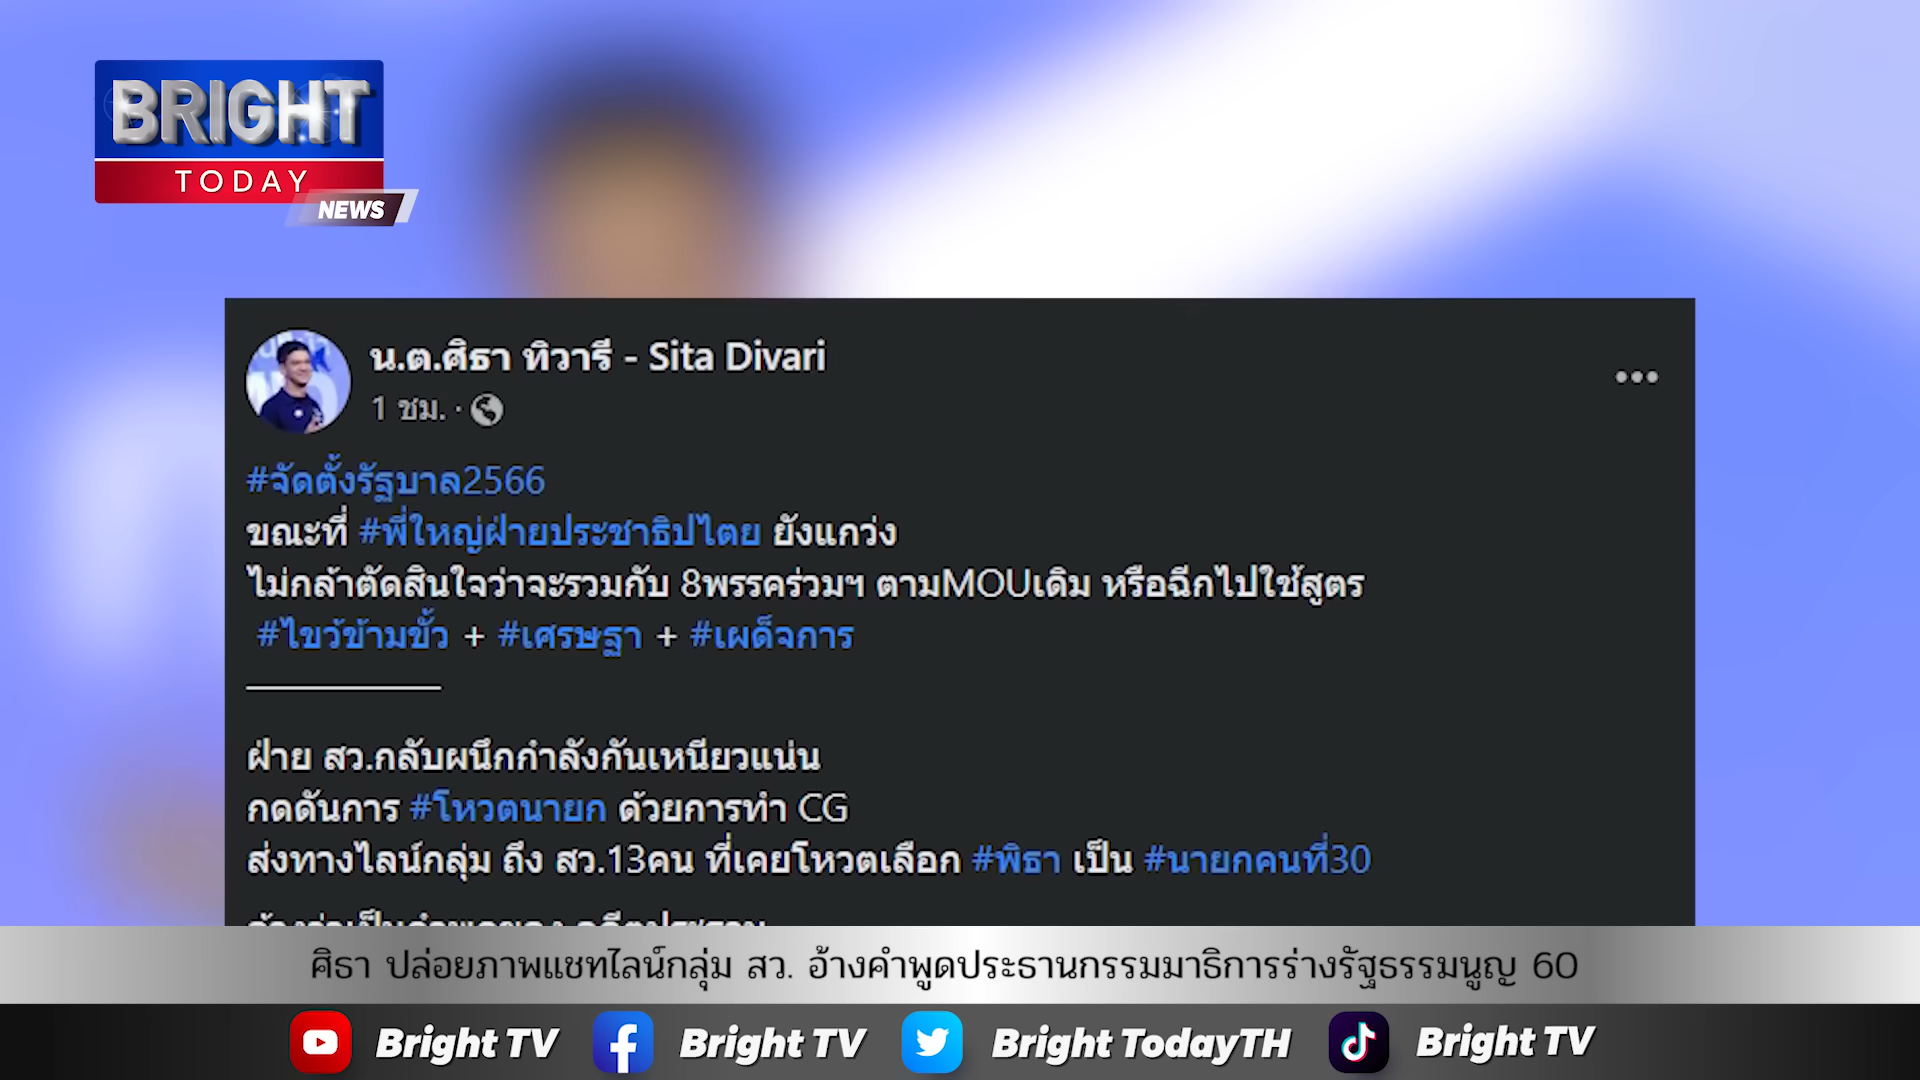 BRIGHT
TODAY
NEWS
น.ต.ศิธา ทิวารี - Sita Divari
1 ชม. ·
#จัดตั้งรัฐบาล2566
ขณะที่ #พี่ใหญ่ฝ่ายประชาธิปไตย ยังแกว่ง
ไม่กล้าตัดสินใจว่าจะรวมกับ 8พรรคร่วมฯ ตามMOUเดิม หรือฉีกไปใช้สูตร
#ไขว้ข้ามขั้ว + #เศรษฐา + #เผด็จการ
ฝ่าย สว.กลับผนึกกำลังกันเหนียวแน่น
กดดันการ #โหวตนายก ด้วยการทำ CG
ส่งทางไลน์กลุ่ม ถึง สว.13คน ที่เคยโหวตเลือก #พิธา เป็น #นายกคนที่30
ศิธา ปล่อยภาพแชทไลน์กลุ่ม สว. อ้างคำพูดประธานกรรมมาธิการร่างรัฐธรรมนูญ 60
Bright TV Bright TV Bright TodayTH Bright TV